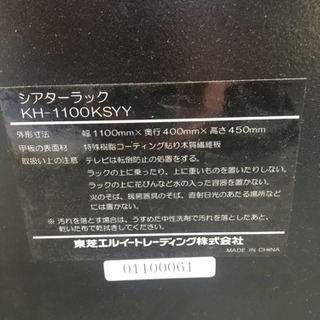 シアターラック
KH-1100KSYY
外形寸法 : 幅1100mm×奥行400mm×高さ450mm
甲板の表面材 : 特殊樹脂コーティング貼り木質繊維板
取扱い上の注意 : テレビは転倒防止の処置をする。
ラックの上に乗ったり、上に重いものを置いたりしない。
ラックの上に花びんなど水の入った容器を置かない。
火のそば、暖房器具のそば、直射日光のあたる場所など
に置かない。
※ 汚れを落とす場合は、うすめた中性洗剤で汚れを落としたあと、
乾いた布で乾拭きしてください。
東芝エルイートレーディング株式会社
MADE IN CHINA
01100061